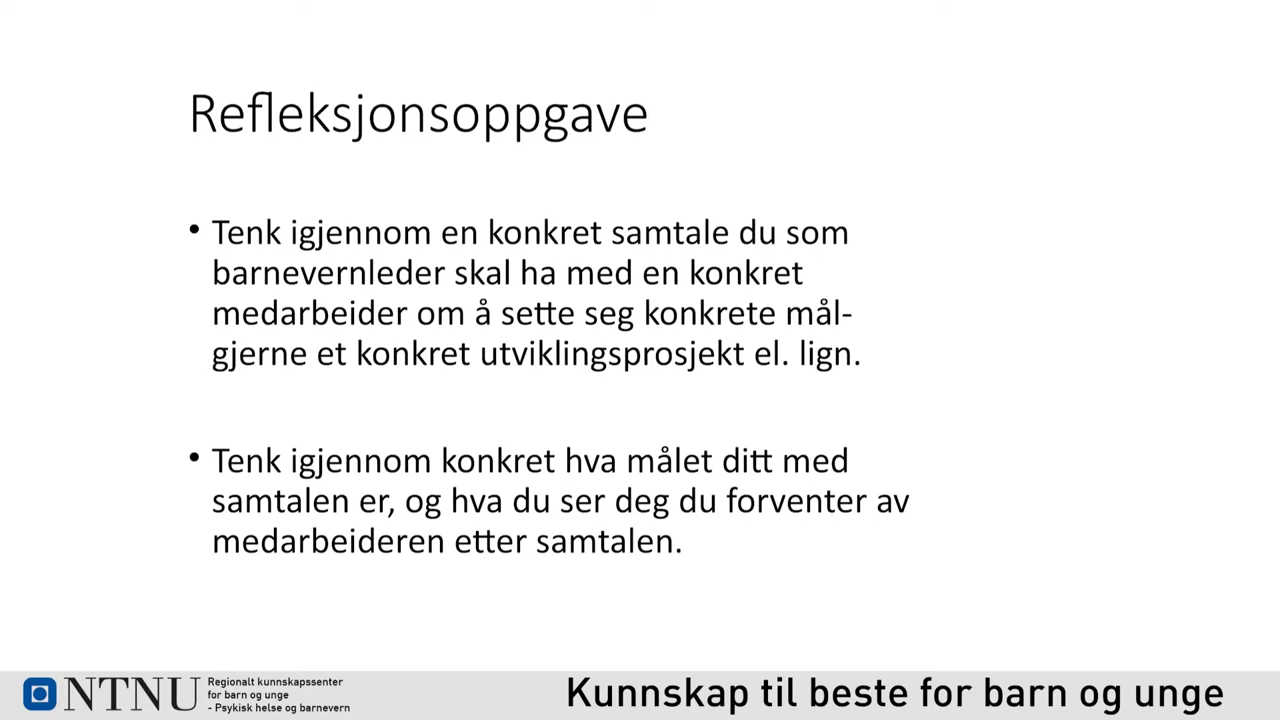 Refleksjonsoppgave
• Tenk igjennom en konkret samtale du som
barnevernleder skal ha med en konkret
medarbeider om å sette seg konkrete mål-
gjerne et konkret utviklingsprosjekt el. lign.
• Tenk igjennom konkret hva målet ditt med
samtalen er, og hva du ser deg du forventer av
medarbeideren etter samtalen.
NTNU
Regionalt kunnskapssenter
for barn og unge
- Psykisk helse og barnevern
Kunnskap til beste for barn og unge